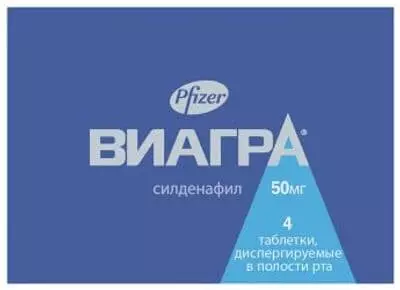 Pfizer
ВИАГРА®
силденафил 50мг
4
таблетки,
диспергируемые
в полости рта